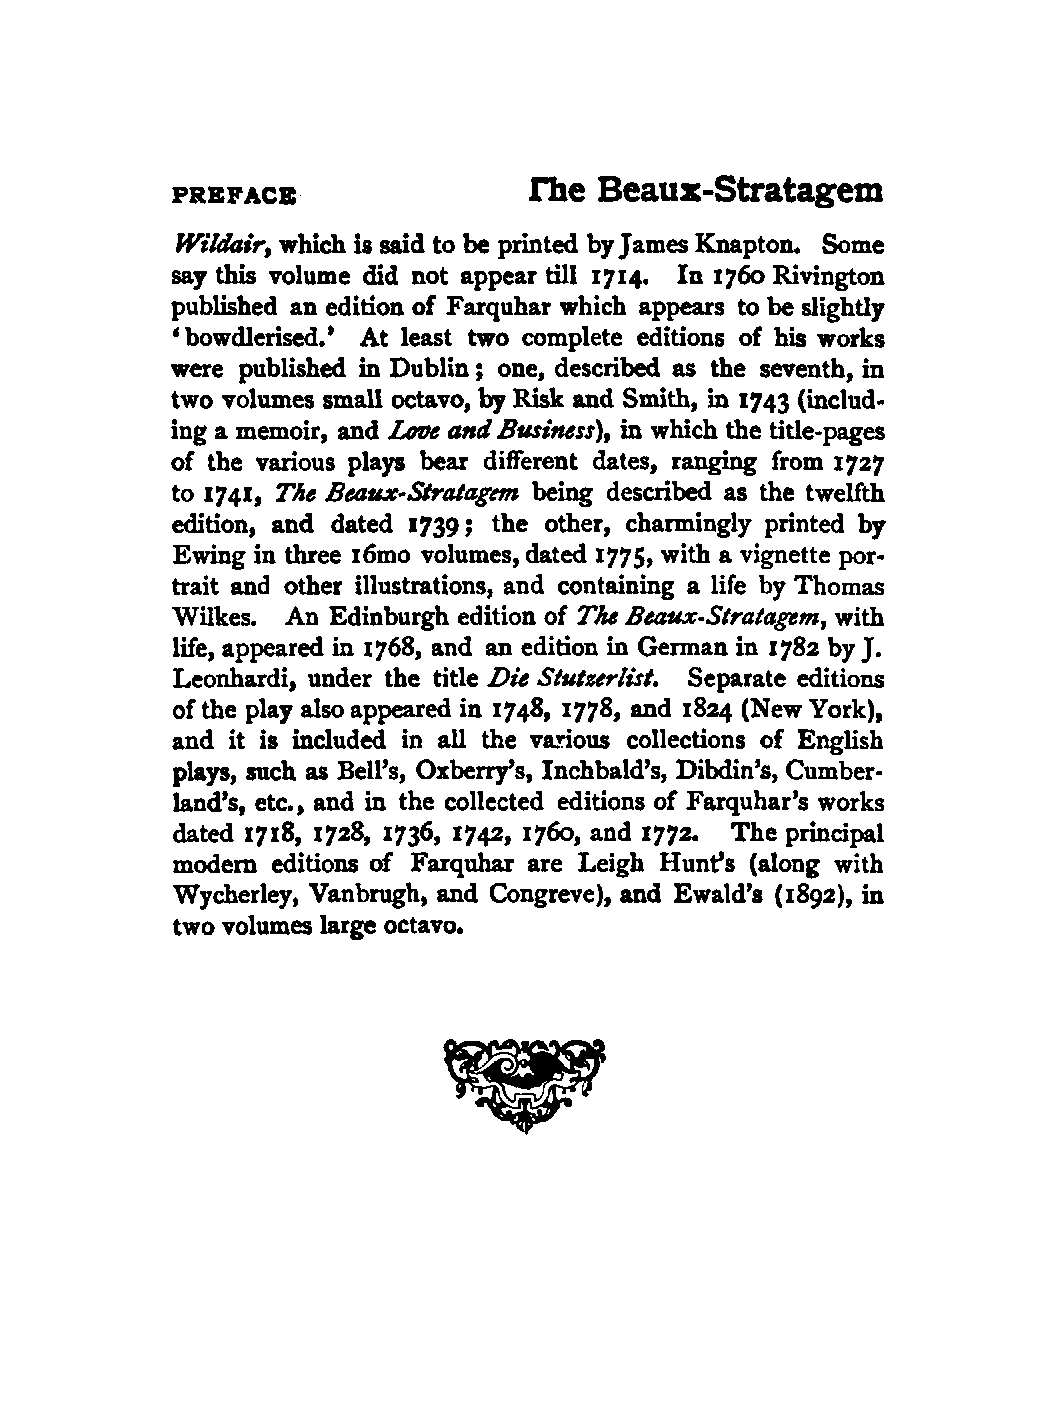 PREFACE The Beaux-Stratagem
Wildair, which is said to be printed by James Knapton. Some
say this volume did not appear till 1714. In 1760 Rivington
published an edition of Farquhar which appears to be slightly
‘bowdlerised.’ At least two complete editions of his works
were published in Dublin; one, described as the seventh, in
two volumes small octavo, by Risk and Smith, in 1743 (includ-
ing a memoir, and Love and Business), in which the title-pages
of the various plays bear different dates, ranging from 1727
to 1741, The Beaux-Stratagem being described as the twelfth
edition, and dated 1739; the other, charmingly printed by
Ewing in three 16mo volumes, dated 1775, with a vignette por-
trait and other illustrations, and containing a life by Thomas
Wilkes. An Edinburgh edition of The Beaux-Stratagem, with
life, appeared in 1768, and an edition in German in 1782 by J.
Leonhardi, under the title Die Stutzerlist. Separate editions
of the play also appeared in 1748, 1778, and 1824 (New York),
and it is included in all the various collections of English
plays, such as Bell’s, Oxberry’s, Inchbald’s, Dibdin’s, Cumber-
land’s, etc., and in the collected editions of Farquhar’s works
dated 1718, 1728, 1736, 1742, 1760, and 1772. The principal
modern editions of Farquhar are Leigh Hunt’s (along with
Wycherley, Vanbrugh, and Congreve), and Ewald’s (1892), in
two volumes large octavo.